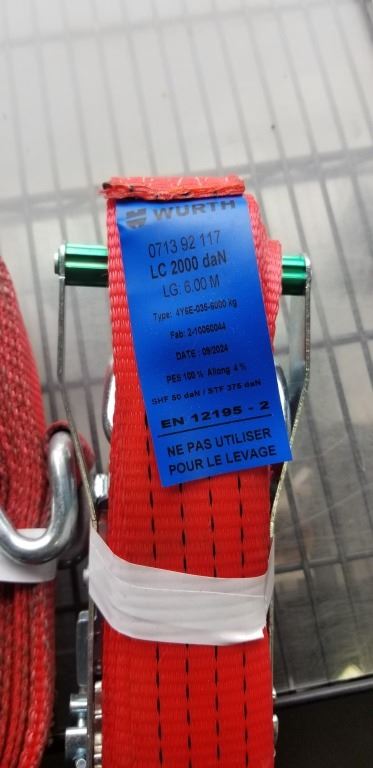 WÜRTH
0713 92 117
LC 2000 daN
LG: 6.00 M
Type: 4Y6E-035-6000 kg
Fab: 2-10060044
DATE : 09/2024
PES 100 % Allong 4 %
SHF 50 daN / STF 375 daN
EN 12195 - 2
NE PAS UTILISER
POUR LE LEVAGE